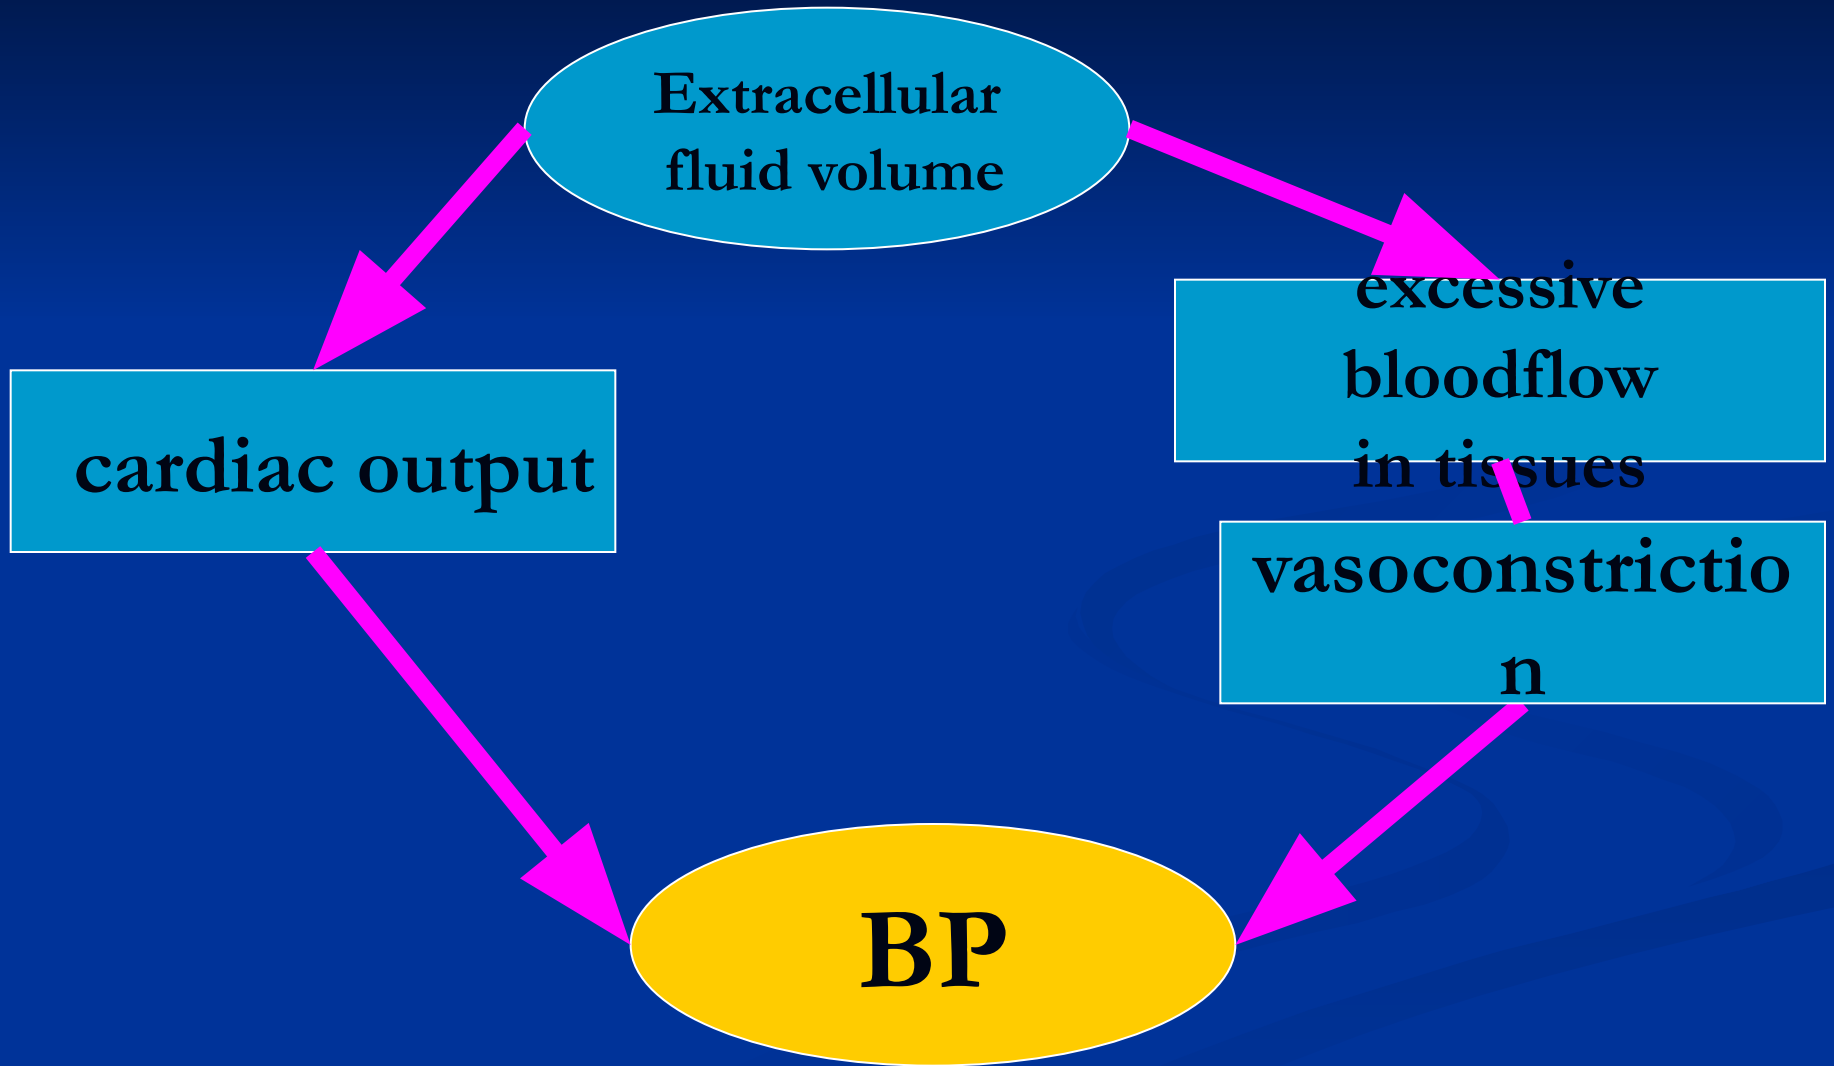 Extracellular
fluid volume
excessive
bloodflow
in tissues
cardiac output
vasoconstrictio
n
BP